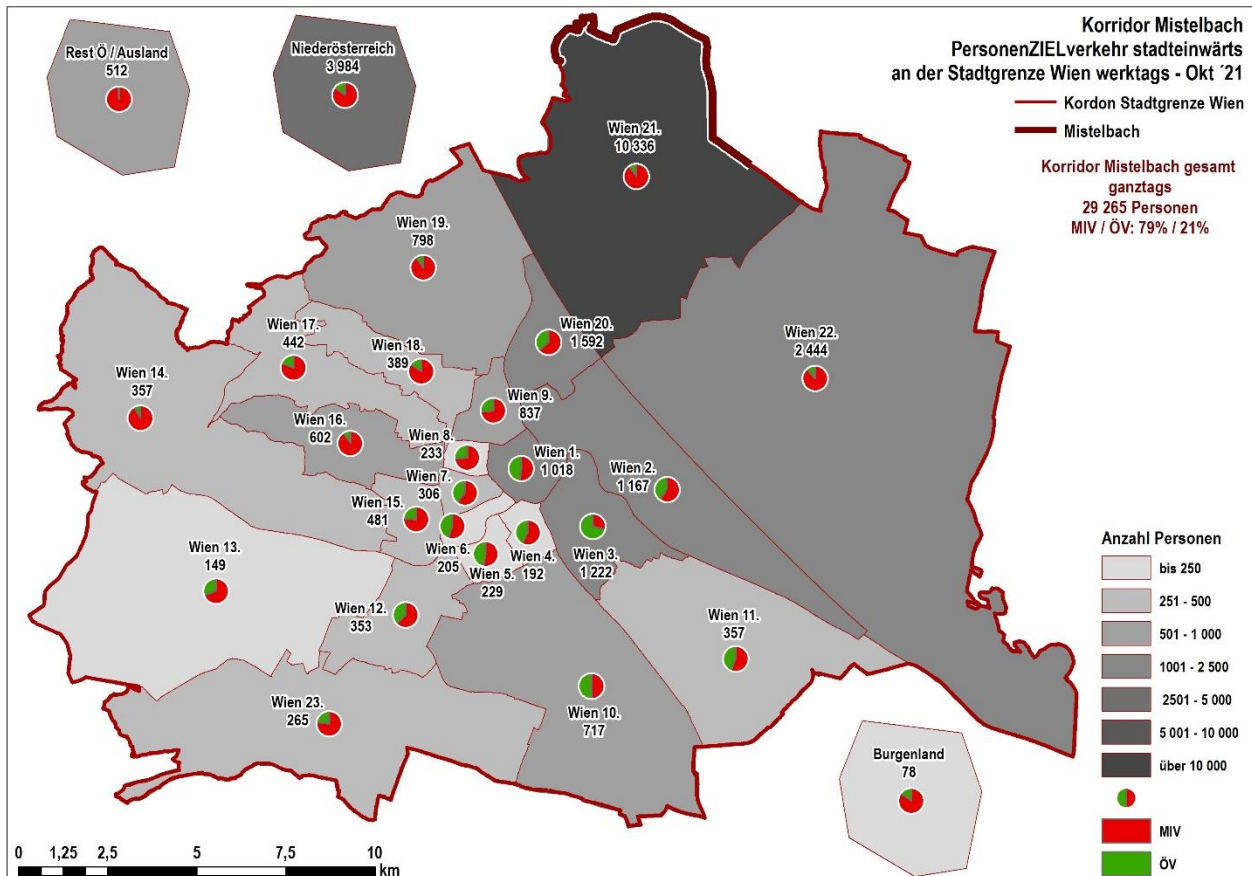 Korridor Mistelbach
PersonenZIELverkehr stadteinwärts
an der Stadtgrenze Wien werktags - Okt ´21
Kordon Stadtgrenze Wien
Mistelbach
Korridor Mistelbach gesamt
ganztags
29 265 Personen
MIV / ÖV: 79% / 21%
Rest Ö / Ausland
512
Niederösterreich
3 984
Wien 21.
10 336
Wien 19.
798
Wien 17.
442
Wien 18.
389
Wien 20.
1 592
Wien 22.
2 444
Wien 14.
357
Wien 16.
602
Wien 9.
837
Wien 8.
233
Wien 1.
1 018
Wien 2.
1 167
Wien 7.
306
Wien 15.
481
Wien 6.
205
Wien 5.
229
Wien 4.
192
Wien 3.
1 222
Wien 13.
149
Wien 12.
353
Wien 11.
357
Wien 23.
265
Wien 10.
717
Burgenland
78
Anzahl Personen
bis 250
251 - 500
501 - 1 000
1001 - 2 500
2501 - 5 000
5 001 - 10 000
über 10 000
MIV
ÖV
0 1,25 2,5 5 7,5 10
km